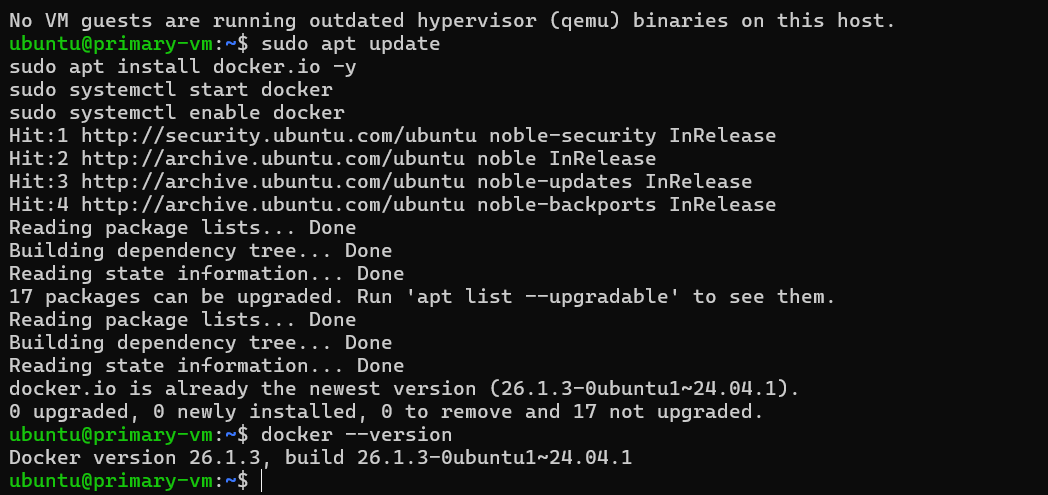 No VM guests are running outdated hypervisor (qemu) binaries on this host.
ubuntu@primary-vm:~$ sudo apt update
sudo apt install docker.io -y
sudo systemctl start docker
sudo systemctl enable docker
Hit:1 http://security.ubuntu.com/ubuntu noble-security InRelease
Hit:2 http://archive.ubuntu.com/ubuntu noble InRelease
Hit:3 http://archive.ubuntu.com/ubuntu noble-updates InRelease
Hit:4 http://archive.ubuntu.com/ubuntu noble-backports InRelease
Reading package lists... Done
Building dependency tree... Done
Reading state information... Done
17 packages can be upgraded. Run 'apt list --upgradable' to see them.
Reading package lists... Done
Building dependency tree... Done
Reading state information... Done
docker.io is already the newest version (26.1.3-0ubuntu1~24.04.1).
0 upgraded, 0 newly installed, 0 to remove and 17 not upgraded.
ubuntu@primary-vm:~$ docker --version
Docker version 26.1.3, build 26.1.3-0ubuntu1~24.04.1
ubuntu@primary-vm:~$